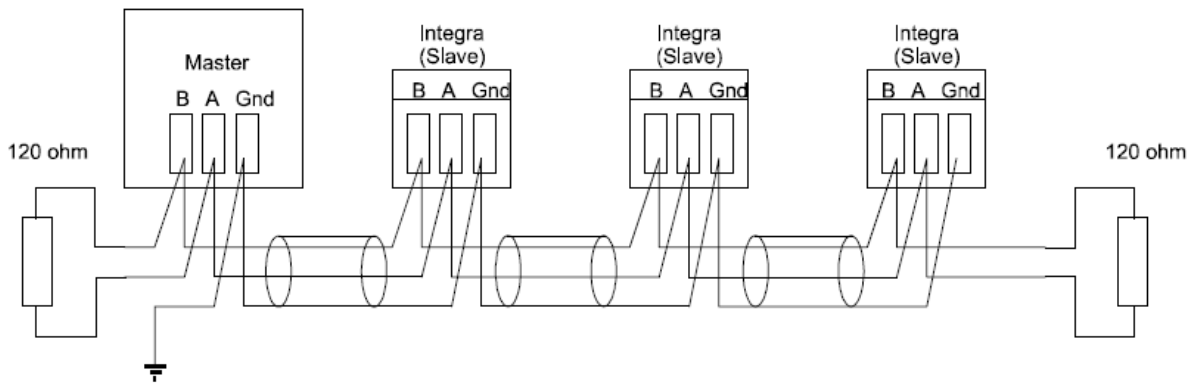 Master
B A Gnd
Integra
(Slave)
B A Gnd
Integra
(Slave)
B A Gnd
Integra
(Slave)
B A Gnd
120 ohm
120 ohm